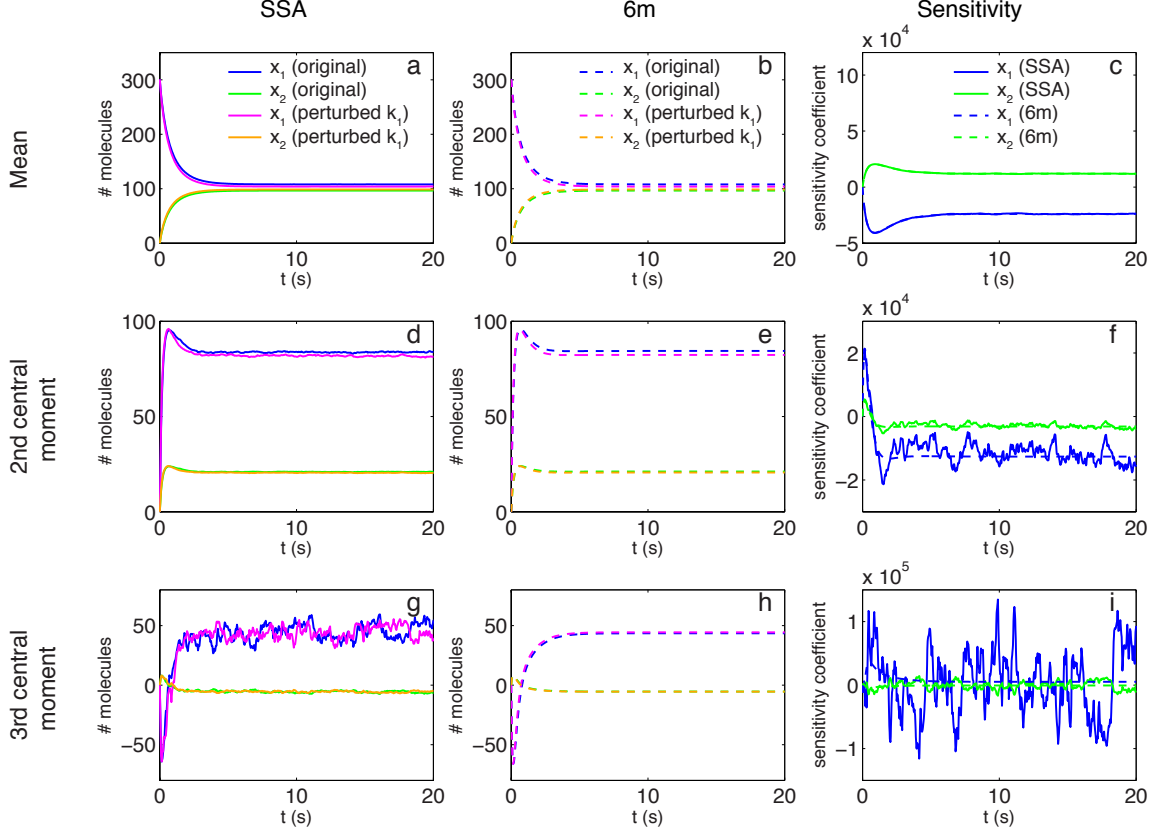 SSA
6m
Sensitivity
Mean
2nd central
moment
3rd central
moment
a
x1 (original)
x2 (original)
x1 (perturbed k1)
x2 (perturbed k1)
# molecules
300
200
100
0
0
10
20
t (s)
b
x1 (original)
x2 (original)
x1 (perturbed k1)
x2 (perturbed k1)
# molecules
300
200
100
0
0
10
20
t (s)
x 10^4
c
x1 (SSA)
x2 (SSA)
x1 (6m)
x2 (6m)
sensitivity coefficient
10
5
0
−5
0
10
20
t (s)
d
# molecules
100
50
0
0
10
20
t (s)
e
# molecules
100
50
0
0
10
20
t (s)
x 10^4
f
sensitivity coefficient
2
0
−2
0
10
20
t (s)
g
# molecules
50
0
−50
0
10
20
t (s)
h
# molecules
50
0
−50
0
10
20
t (s)
x 10^5
i
sensitivity coefficient
1
0
−1
0
10
20
t (s)